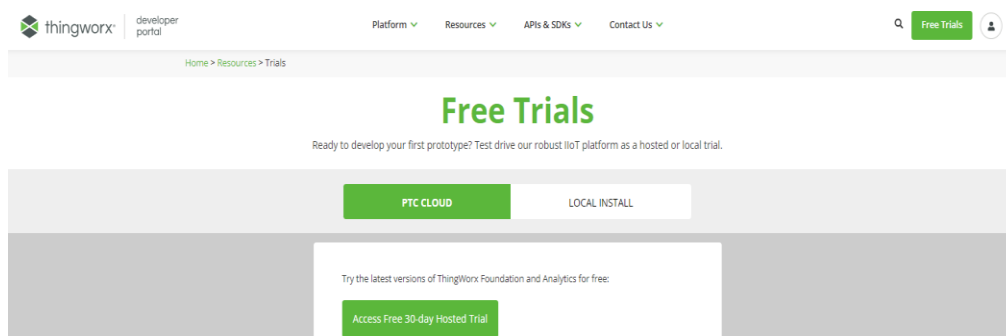 thingworx developer portal
Platform Resources APIs & SDKs Contact Us Free Trials
Home > Resources > Trials
Free Trials
Ready to develop your first prototype? Test drive our robust IIoT platform as a hosted or local trial.
PTC CLOUD LOCAL INSTALL
Try the latest versions of ThingWorx Foundation and Analytics for free:
Access Free 30-day Hosted Trial